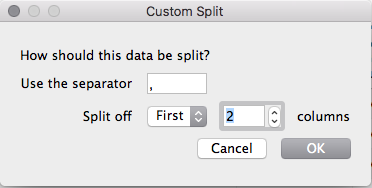 Custom Split
How should this data be split?
Use the separator ,
Split off First 2 columns
Cancel OK